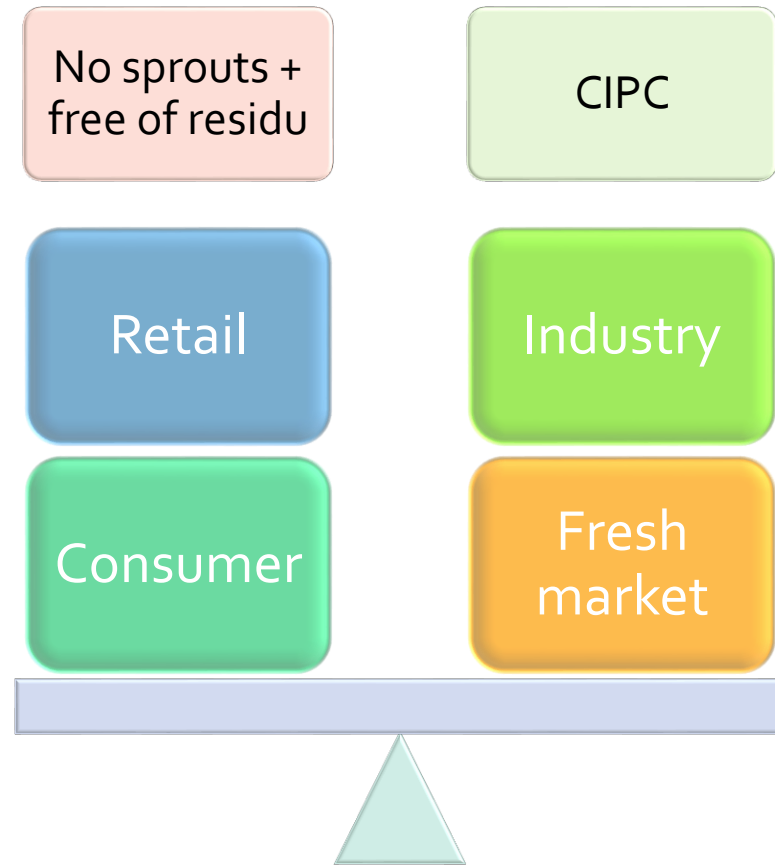 No sprouts +
free of residu
CIPC
Retail
Industry
Consumer
Fresh
market